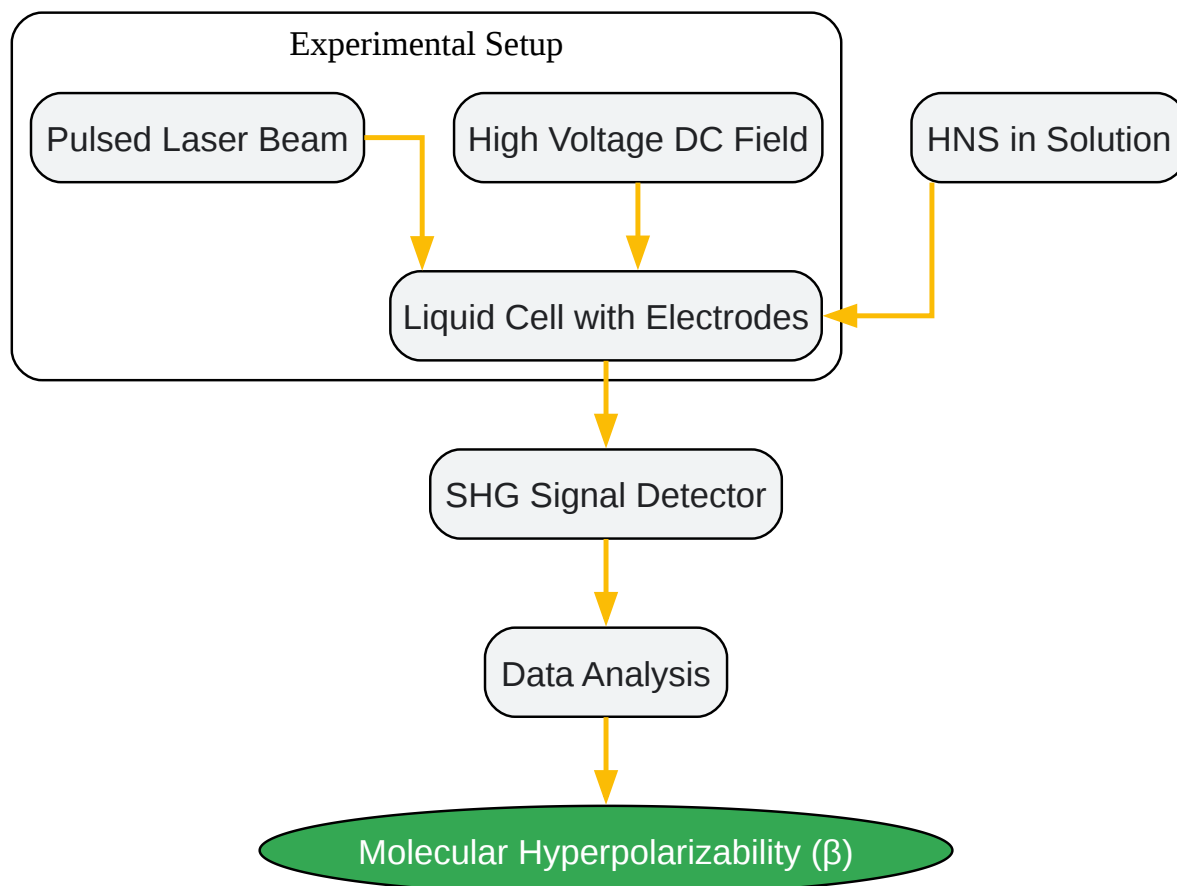 Experimental Setup
Pulsed Laser Beam
High Voltage DC Field
HNS in Solution
Liquid Cell with Electrodes
SHG Signal Detector
Data Analysis
Molecular Hyperpolarizability (β)